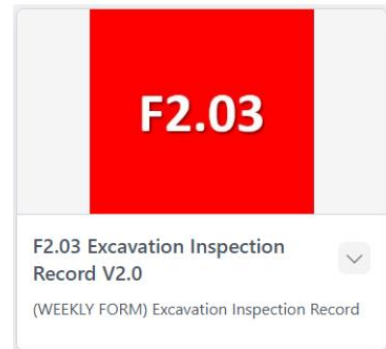 F2.03
F2.03 Excavation Inspection
Record V2.0
(WEEKLY FORM) Excavation Inspection Record